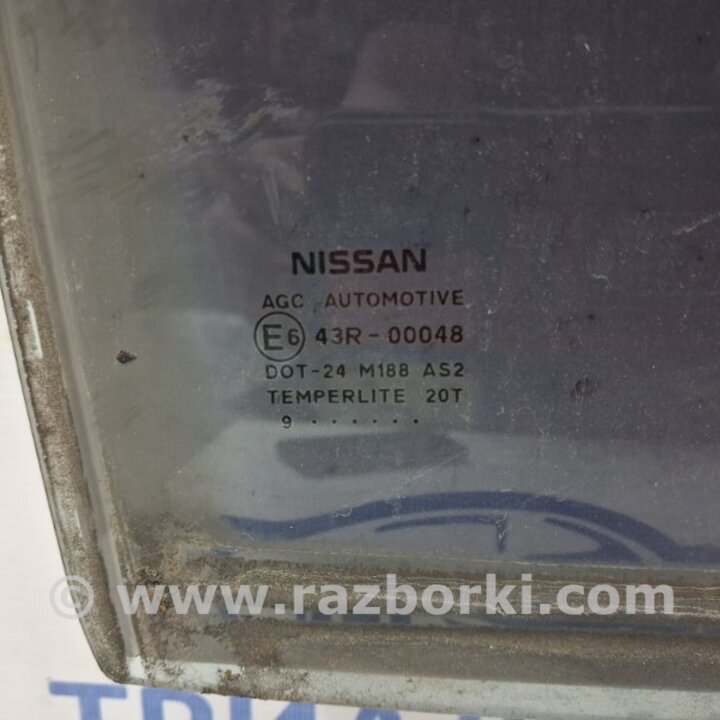 NISSAN
AGC AUTOMOTIVE
E6 43R-00048
DOT-24 M188 AS2
TEMPERLITE 20T
9 . . . . . .
© www.razborki.com